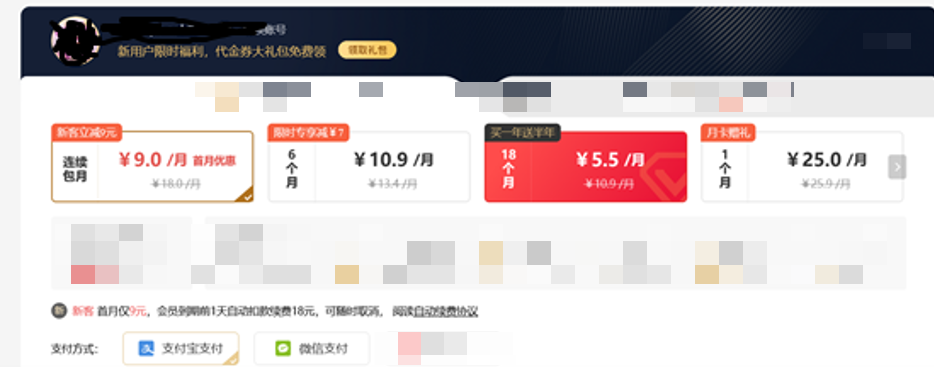 账号
新用户限时福利，代金券大礼包免费领 领取礼包
新客立减9元
连续包月
￥9.0 /月 首月优惠
￥18.0 /月
限时专享减￥7
6个月
￥10.9 /月
￥13.4 /月
买一年送半年
18个月
￥5.5 /月
￥10.9 /月
月卡赠礼
1个月
￥25.0 /月
￥25.9 /月
新客 首月仅9元，会员到期前1天自动扣款续费18元，可随时取消， 阅读自动续费协议
支付方式： 支付宝支付 微信支付